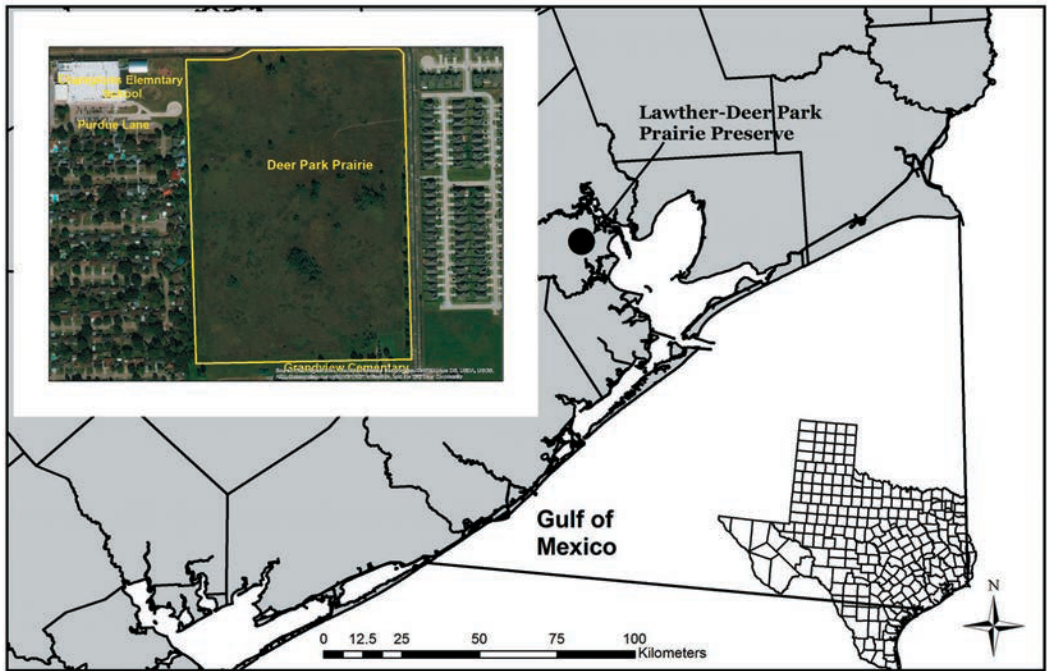 Elemntary
School
Purdue Lane
Deer Park Prairie
Grandview Cementary
Lawther-Deer Park
Prairie Preserve
Gulf of
Mexico
N
0 12.5 25 50 75 100
Kilometers